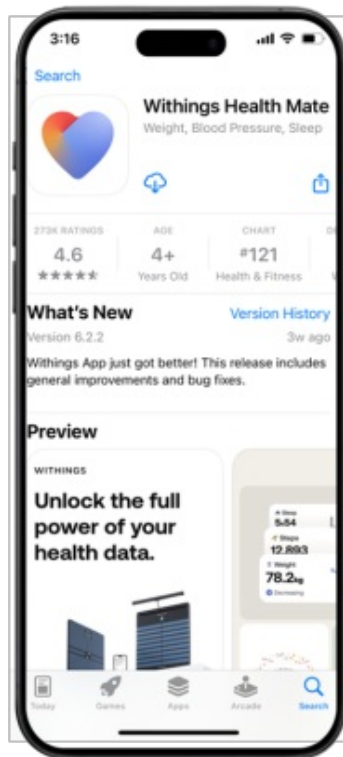 3:16
Search
Withings Health Mate
Weight, Blood Pressure, Sleep
273K RATINGS
AGE
CHART
4.6
4+
#121
Years Old
Health & Fitness
What's New
Version History
Version 6.2.2
3w ago
Withings App just got better! This release includes
general improvements and bug fixes.
Preview
WITHINGS
Unlock the full
power of your
health data.
Sleep
5h54
Steps
12,893
Weight
78.2kg
Decreasing
Today
Games
Apps
Arcade
Search